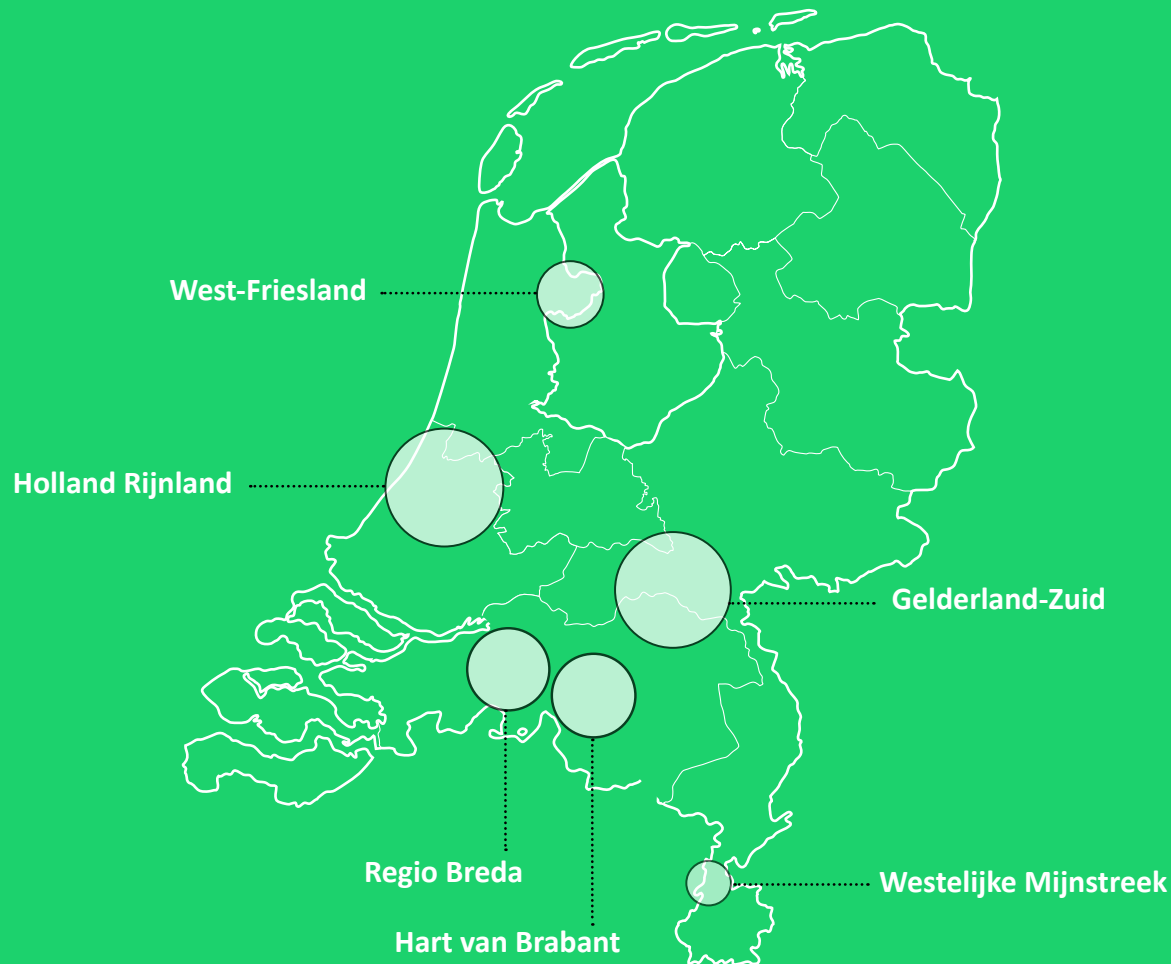 West-Friesland
Holland Rijnland
Gelderland-Zuid
Regio Breda
Westelijke Mijnstreek
Hart van Brabant